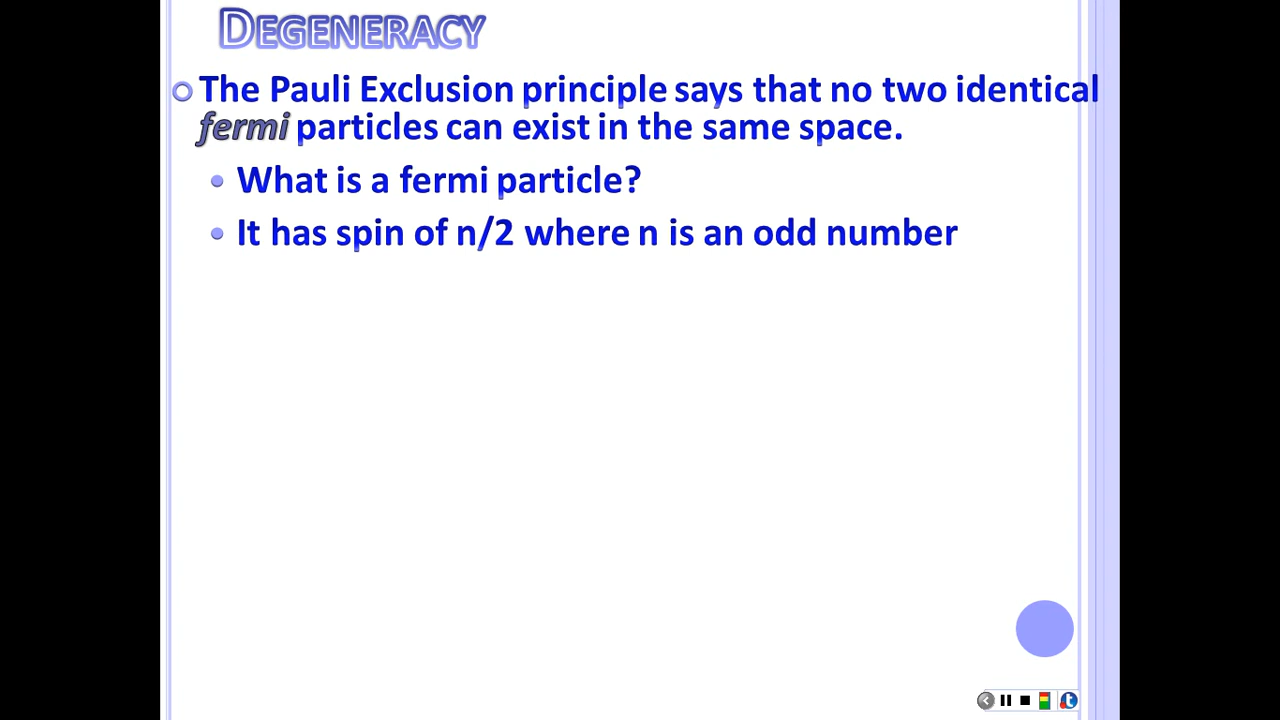 DEGENERACY
The Pauli Exclusion principle says that no two identical
fermi particles can exist in the same space.
What is a fermi particle?
It has spin of n/2 where n is an odd number